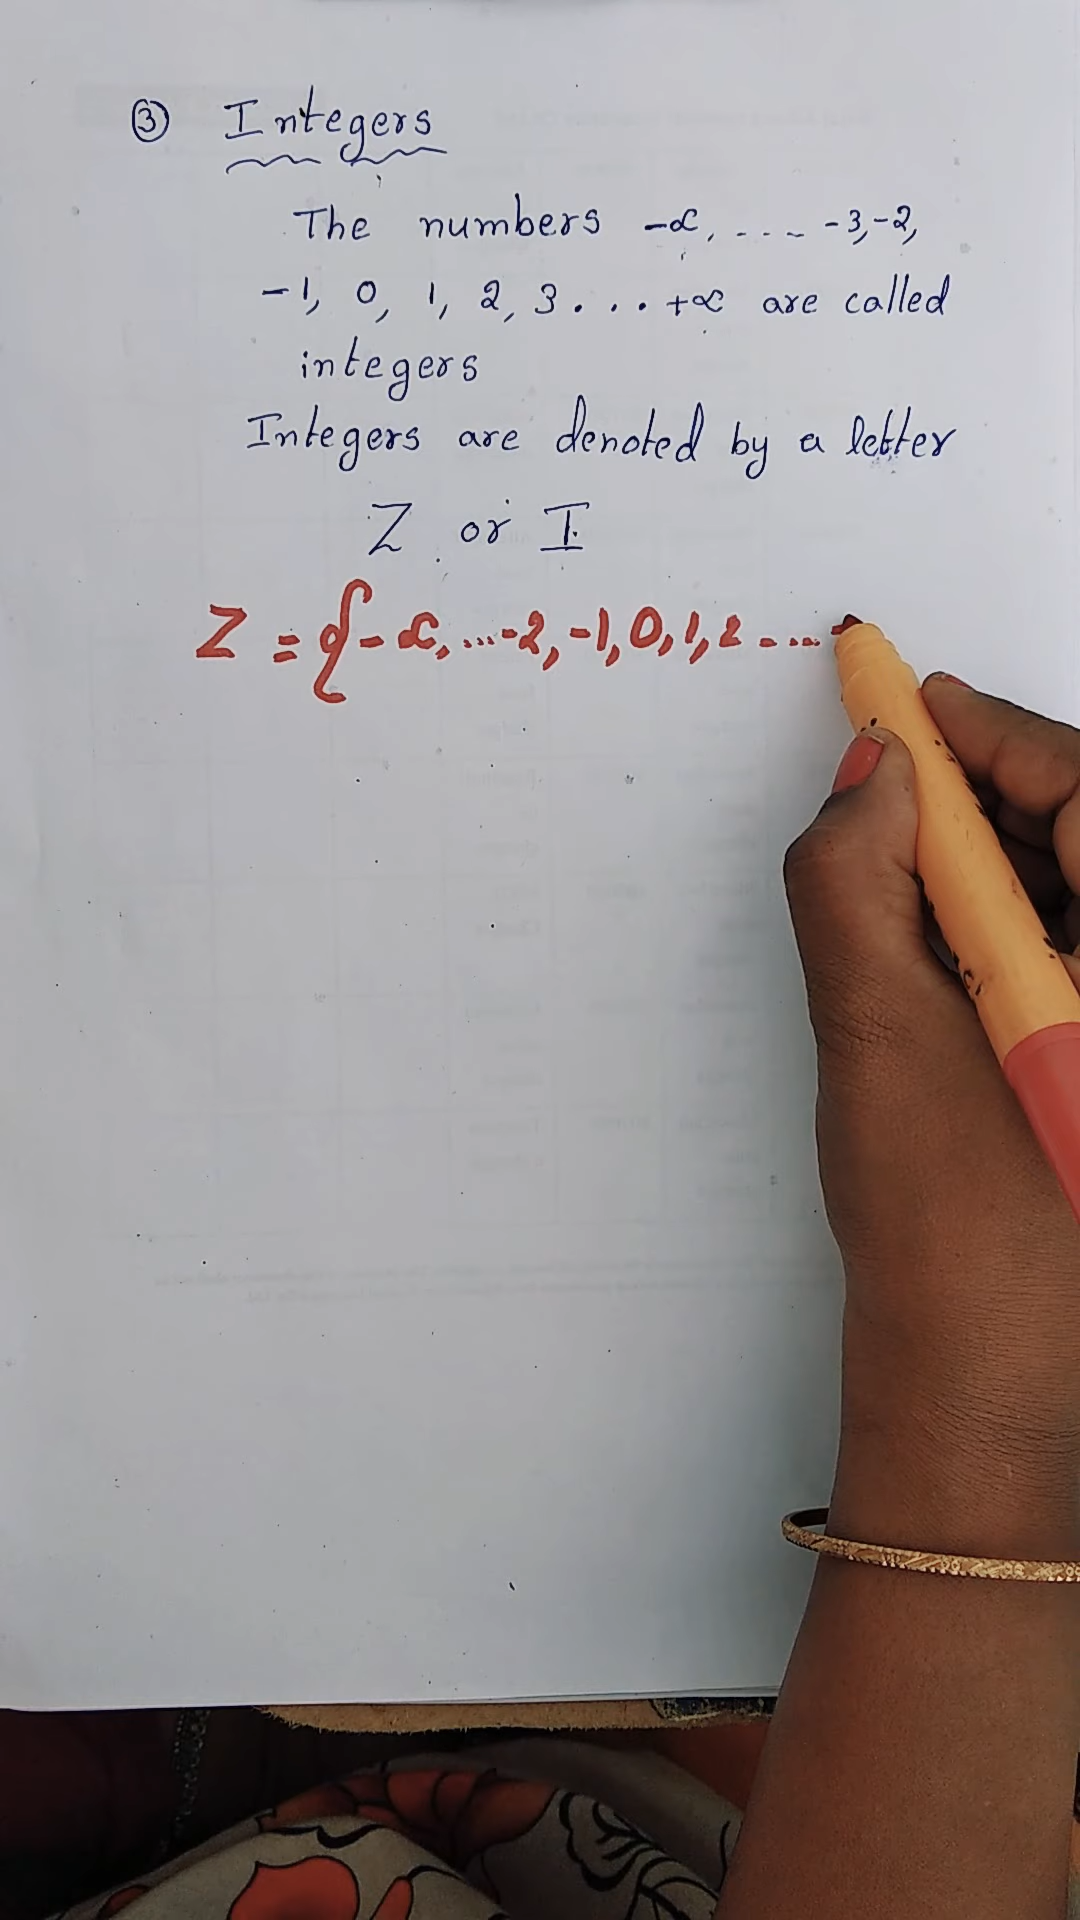 ③ Integers
The numbers -∝, .... -3,-2,
-1, 0, 1, 2, 3 . . . +∝ are called
integers
Integers are denoted by a letter
Z or I
Z = {-∝, ...-2, -1, 0, 1, 2 ....